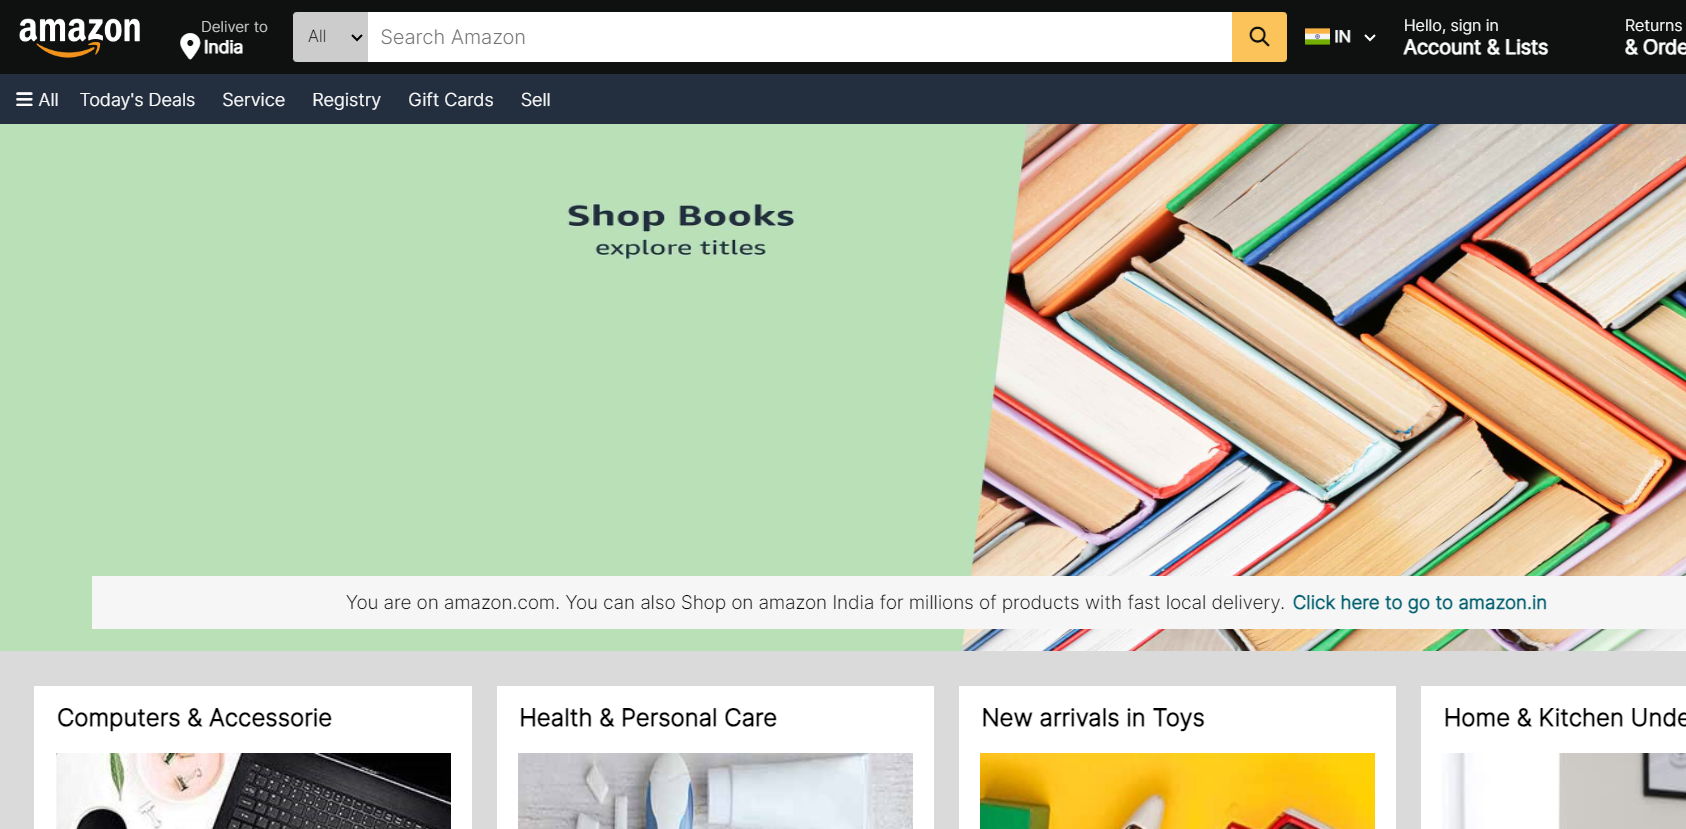 amazon
Deliver to
India
All
Search Amazon
IN
Hello, sign in
Account & Lists
Returns
& Orde
All
Today's Deals
Service
Registry
Gift Cards
Sell
Shop Books
explore titles
You are on amazon.com. You can also Shop on amazon India for millions of products with fast local delivery. Click here to go to amazon.in
Computers & Accessorie
Health & Personal Care
New arrivals in Toys
Home & Kitchen Unde